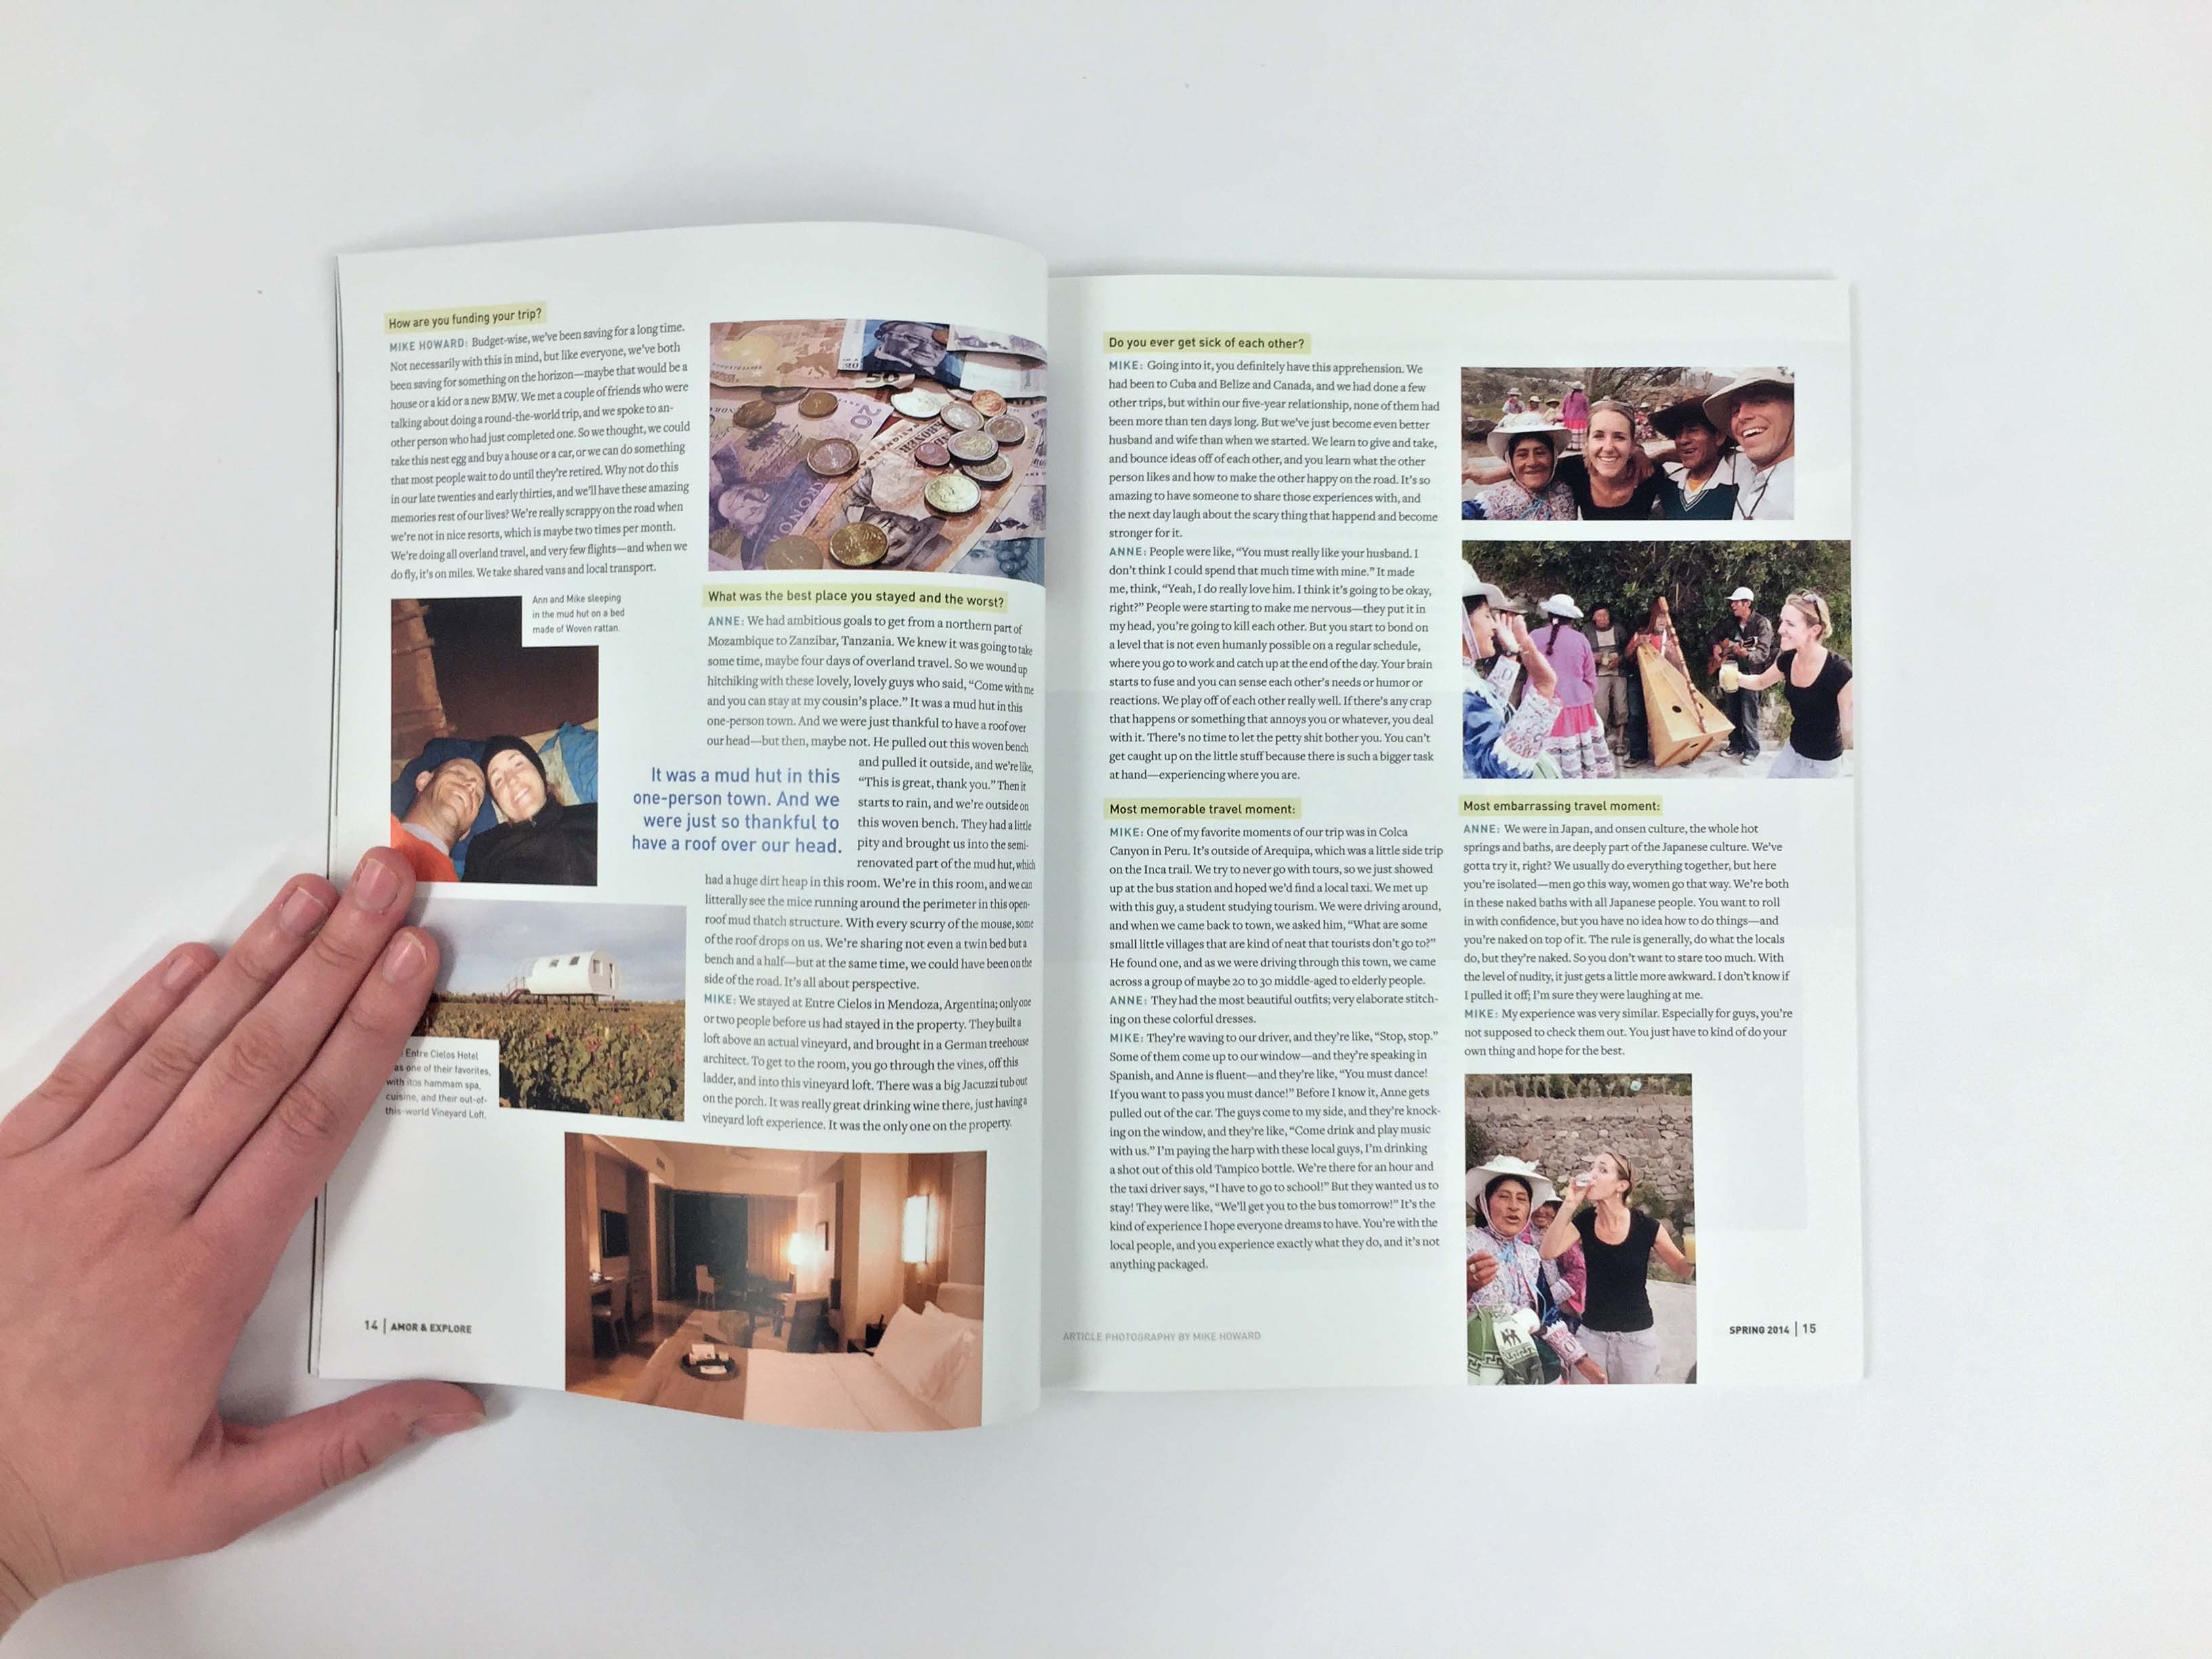 How are you funding your trip?
MIKE HOWARD: Budget-wise, we've been saving for a long time.
Not necessarily with this in mind, but like everyone, we've both
been saving for something on the horizon—maybe that would be a
house or a kid or a new BMW. We met a couple of friends who were
talking about doing a round-the-world trip, and we spoke to an-
other person who had just completed one. So we thought, we could
take this nest egg and buy a house or a car, or we can do something
that most people wait to do until they're retired. Why not do this
in our late twenties and early thirties, and we'll have these amazing
memories rest of our lives? We're really scrappy on the road when
we're not in nice resorts, which is maybe two times per month.
We're doing all overland travel, and very few flights—and when we
do fly, it's on miles. We take shared vans and local transport.
Ann and Mike sleeping
in the mud hut on a bed
made of Woven rattan.
Entre Cielos Hotel
as one of their favorites,
with itos hammam spa,
cuisine, and their out-of-
this-world Vineyard Loft.
50
20
What was the best place you stayed and the worst?
ANNE: We had ambitious goals to get from a northern part of
Mozambique to Zanzibar, Tanzania. We knew it was going to take
some time, maybe four days of overland travel. So we wound up
hitchiking with these lovely, lovely guys who said, "Come with me
and you can stay at my cousin's place." It was a mud hut in this
one-person town. And we were just thankful to have a roof over
our head—but then, maybe not. He pulled out this woven bench
and pulled it outside, and we're like,
"This is great, thank you." Then it
starts to rain, and we're outside on
this woven bench. They had a little
pity and brought us into the semi-
renovated part of the mud hut, which
had a huge dirt heap in this room. We're in this room, and we can
litterally see the mice running around the perimeter in this open-
roof mud thatch structure. With every scurry of the mouse, some
of the roof drops on us. We're sharing not even a twin bed but a
bench and a half—but at the same time, we could have been on the
side of the road. It's all about perspective.
MIKE: We stayed at Entre Cielos in Mendoza, Argentina; only one
or two people before us had stayed in the property. They built a
loft above an actual vineyard, and brought in a German treehouse
architect. To get to the room, you go through the vines, off this
ladder, and into this vineyard loft. There was a big Jacuzzi tub out
on the porch. It was really great drinking wine there, just having a
vineyard loft experience. It was the only one on the property.
It was a mud hut in this
one-person town. And we
were just so thankful to
have a roof over our head.
14 | AMOR & EXPLORE
Do you ever get sick of each other?
MIKE: Going into it, you definitely have this apprehension. We
had been to Cuba and Belize and Canada, and we had done a few
other trips, but within our five-year relationship, none of them had
been more than ten days long. But we've just become even better
husband and wife than when we started. We learn to give and take,
and bounce ideas off of each other, and you learn what the other
person likes and how to make the other happy on the road. It's so
amazing to have someone to share those experiences with, and
the next day laugh about the scary thing that happend and become
stronger for it.
ANNE: People were like, "You must really like your husband. I
don't think I could spend that much time with mine." It made
me, think, "Yeah, I do really love him. I think it's going to be okay,
right?" People were starting to make me nervous—they put it in
my head, you're going to kill each other. But you start to bond on
a level that is not even humanly possible on a regular schedule,
where you go to work and catch up at the end of the day. Your brain
starts to fuse and you can sense each other's needs or humor or
reactions. We play off of each other really well. If there's any crap
that happens or something that annoys you or whatever, you deal
with it. There's no time to let the petty shit bother you. You can't
get caught up on the little stuff because there is such a bigger task
at hand—experiencing where you are.
Most memorable travel moment:
MIKE: One of my favorite moments of our trip was in Colca
Canyon in Peru. It's outside of Arequipa, which was a little side trip
on the Inca trail. We try to never go with tours, so we just showed
up at the bus station and hoped we'd find a local taxi. We met up
with this guy, a student studying tourism. We were driving around,
and when we came back to town, we asked him, "What are some
small little villages that are kind of neat that tourists don't go to?"
He found one, and as we were driving through this town, we came
across a group of maybe 20 to 30 middle-aged to elderly people.
ANNE: They had the most beautiful outfits; very elaborate stitch-
ing on these colorful dresses.
MIKE: They're waving to our driver, and they're like, "Stop, stop."
Some of them come up to our window—and they're speaking in
Spanish, and Anne is fluent—and they're like, "You must dance!
If you want to pass you must dance!" Before I know it, Anne gets
pulled out of the car. The guys come to my side, and they're knock-
ing on the window, and they're like, "Come drink and play music
with us." I'm paying the harp with these local guys, I'm drinking
a shot out of this old Tampico bottle. We're there for an hour and
the taxi driver says, "I have to go to school!" But they wanted us to
stay! They were like, "We'll get you to the bus tomorrow!" It's the
kind of experience I hope everyone dreams to have. You're with the
local people, and you experience exactly what they do, and it's not
anything packaged.
Most embarrassing travel moment:
ANNE: We were in Japan, and onsen culture, the whole hot
springs and baths, are deeply part of the Japanese culture. We've
gotta try it, right? We usually do everything together, but here
you're isolated—men go this way, women go that way. We're both
in these naked baths with all Japanese people. You want to roll
in with confidence, but you have no idea how to do things—and
you're naked on top of it. The rule is generally, do what the locals
do, but they're naked. So you don't want to stare too much. With
the level of nudity, it just gets a little more awkward. I don't know if
I pulled it off; I'm sure they were laughing at me.
MIKE: My experience was very similar. Especially for guys, you're
not supposed to check them out. You just have to kind of do your
own thing and hope for the best.
ARTICLE PHOTOGRAPHY BY MIKE HOWARD
SPRING 2014 | 15